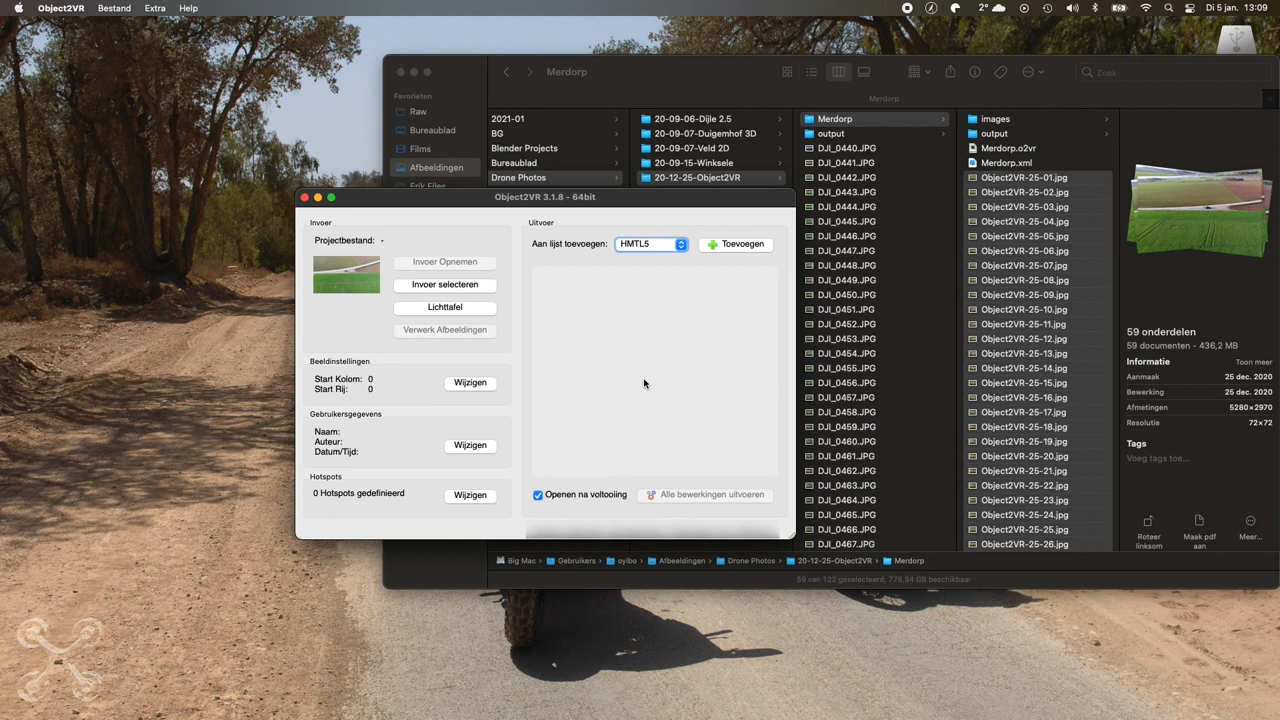 Object2VR Bestand Extra Help
2° Di 5 jan. 13:09
Merdorp
Zoek
Merdorp
Favorieten
Raw
Bureaublad
Films
Afbeeldingen
Erik Files
2021-01
BG
Blender Projects
Bureaublad
Drone Photos
20-09-06-Dijle 2.5
20-09-07-Duigemhof 3D
20-09-07-Veld 2D
20-09-15-Winksele
20-12-25-Object2VR
Merdorp
output
DJI_0440.JPG
DJI_0441.JPG
DJI_0442.JPG
DJI_0443.JPG
DJI_0444.JPG
DJI_0445.JPG
DJI_0446.JPG
DJI_0447.JPG
DJI_0448.JPG
DJI_0449.JPG
DJI_0450.JPG
DJI_0451.JPG
DJI_0452.JPG
DJI_0453.JPG
DJI_0454.JPG
DJI_0455.JPG
DJI_0456.JPG
DJI_0457.JPG
DJI_0458.JPG
DJI_0459.JPG
DJI_0460.JPG
DJI_0461.JPG
DJI_0462.JPG
DJI_0463.JPG
DJI_0464.JPG
DJI_0465.JPG
DJI_0466.JPG
DJI_0467.JPG
images
output
Merdorp.o2vr
Merdorp.xml
Object2VR-25-01.jpg
Object2VR-25-02.jpg
Object2VR-25-03.jpg
Object2VR-25-04.jpg
Object2VR-25-05.jpg
Object2VR-25-06.jpg
Object2VR-25-07.jpg
Object2VR-25-08.jpg
Object2VR-25-09.jpg
Object2VR-25-10.jpg
Object2VR-25-11.jpg
Object2VR-25-12.jpg
Object2VR-25-13.jpg
Object2VR-25-14.jpg
Object2VR-25-15.jpg
Object2VR-25-16.jpg
Object2VR-25-17.jpg
Object2VR-25-18.jpg
Object2VR-25-19.jpg
Object2VR-25-20.jpg
Object2VR-25-21.jpg
Object2VR-25-22.jpg
Object2VR-25-23.jpg
Object2VR-25-24.jpg
Object2VR-25-25.jpg
Object2VR-25-26.jpg
59 onderdelen
59 documenten - 436,2 MB
Informatie Toon meer
Aanmaak 25 dec. 2020
Bewerking 25 dec. 2020
Afmetingen 5280×2970
Resolutie 72×72
Tags
Voeg tags toe…
Roteer linksom
Maak pdf aan
Meer...
Big Mac › Gebruikers › oyibo › Afbeeldingen › Drone Photos › 20-12-25-Object2VR › Merdorp
59 van 122 geselecteerd, 776,94 GB beschikbaar
Object2VR 3.1.8 - 64bit
Invoer
Projectbestand: -
Invoer Opnemen
Invoer selecteren
Lichttafel
Verwerk Afbeeldingen
Beeldinstellingen
Start Kolom: 0
Start Rij: 0
Wijzigen
Gebruikersgegevens
Naam:
Auteur:
Datum/Tijd:
Wijzigen
Hotspots
0 Hotspots gedefinieerd
Wijzigen
Uitvoer
Aan lijst toevoegen: HMTL5 Toevoegen
Openen na voltooiing Alle bewerkingen uitvoeren